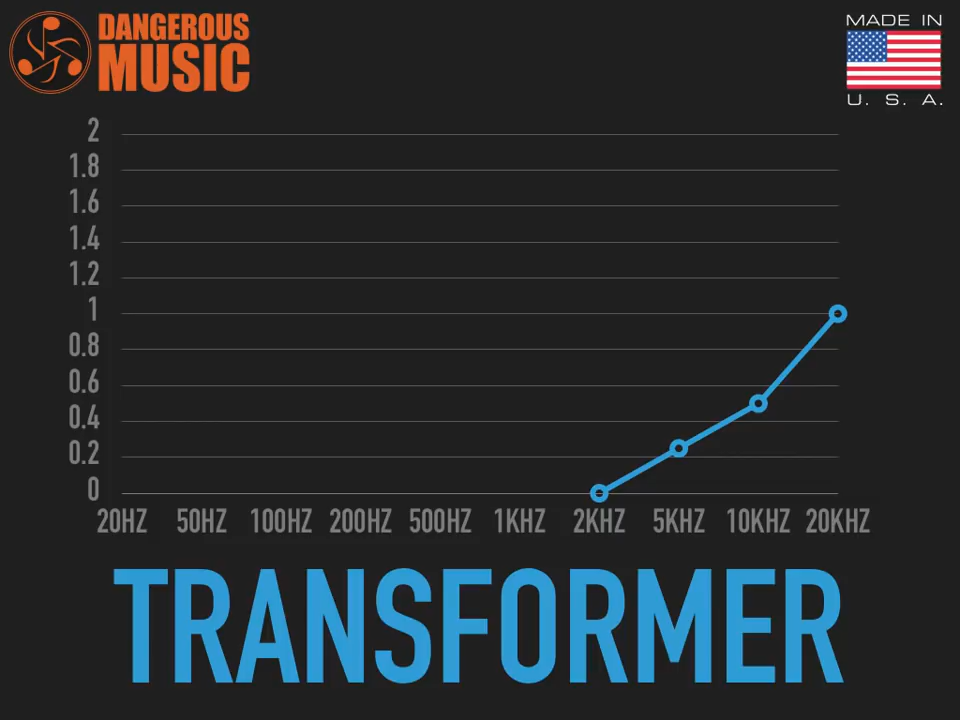 DANGEROUS
MUSIC
MADE IN
U. S. A.
2
1.8
1.6
1.4
1.2
1
0.8
0.6
0.4
0.2
0
20HZ 50HZ 100HZ 200HZ 500HZ 1KHZ 2KHZ 5KHZ 10KHZ 20KHZ
TRANSFORMER